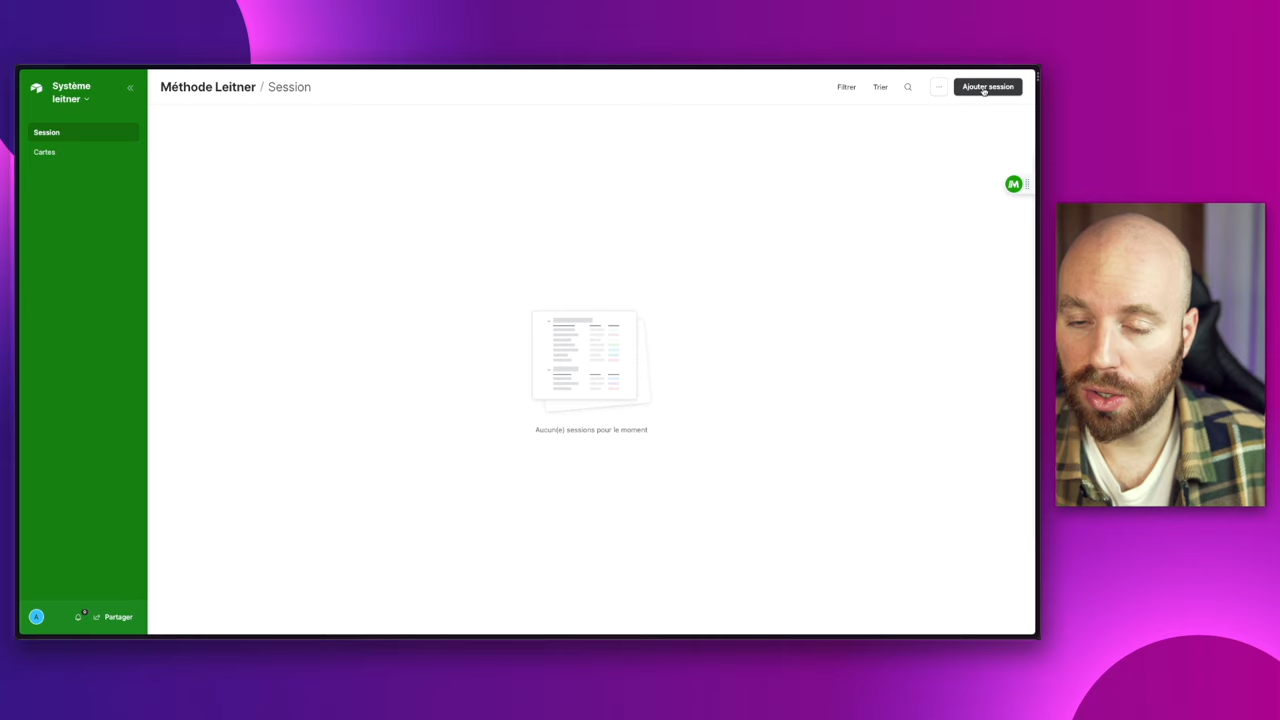 Système
leitner
Méthode Leitner / Session
Filtrer
Trier
Ajouter session
Session
Cartes
Aucun(e) sessions pour le moment
A
Partager